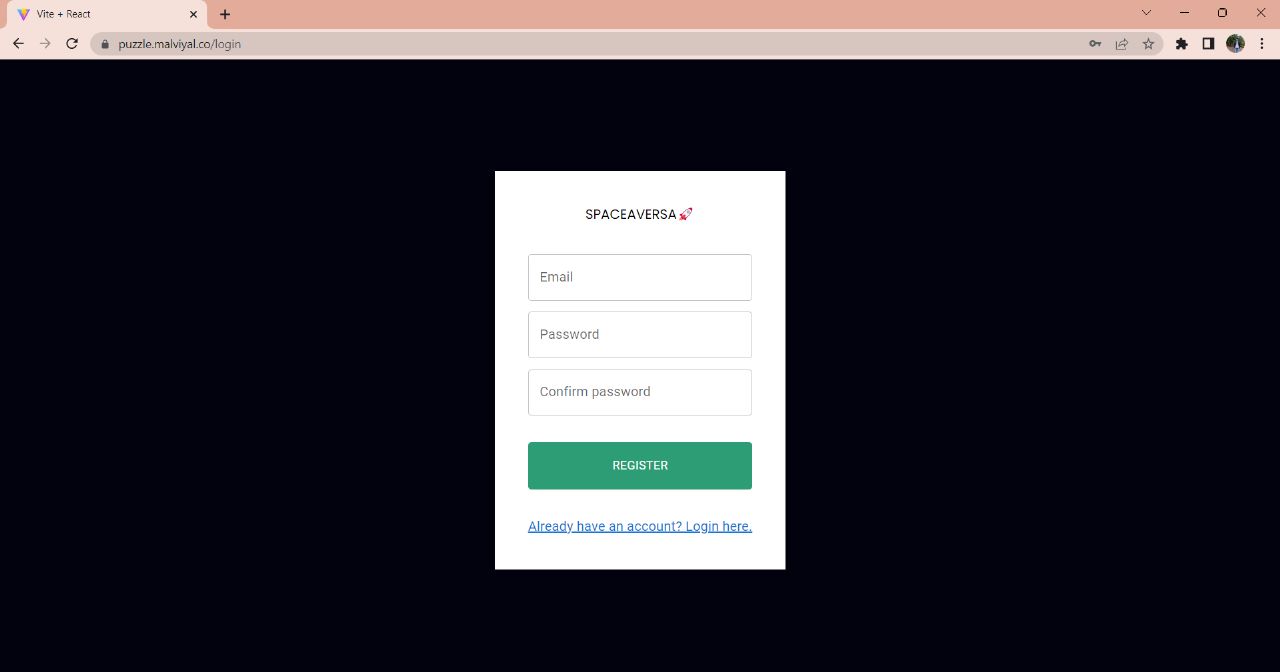 Vite + React
puzzle.malviyal.co/login
SPACEAVERSA🚀
Email
Password
Confirm password
REGISTER
Already have an account? Login here.